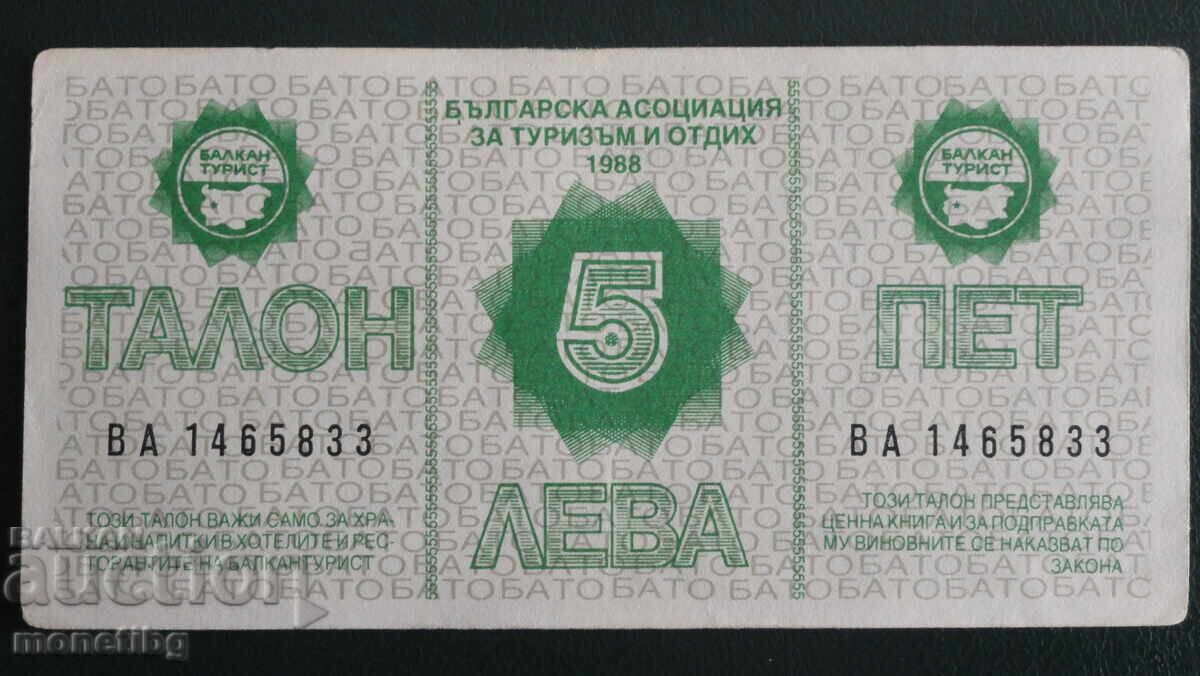 БЪЛГАРСКА АСОЦИАЦИЯ
ЗА ТУРИЗЪМ И ОТДИХ
1988
БАЛКАН
ТУРИСТ
БАЛКАН
ТУРИСТ
ТАЛОН
5
ПЕТ
ВА 1465833
ВА 1465833
ЛЕВА
ТОЗИ ТАЛОН ВАЖИ САМО ЗА ХРА-
НА И НАПИТКИ В ХОТЕЛИТЕ И РЕС-
ТОРАНТИТЕ НА БАЛКАНТУРИСТ
ТОЗИ ТАЛОН ПРЕДСТАВЛЯВА
ЦЕННА КНИГА И ЗА ПОДПРАВКАТА
МУ ВИНОВНИТЕ СЕ НАКАЗВАТ ПО
ЗАКОНА
auction
monetibg